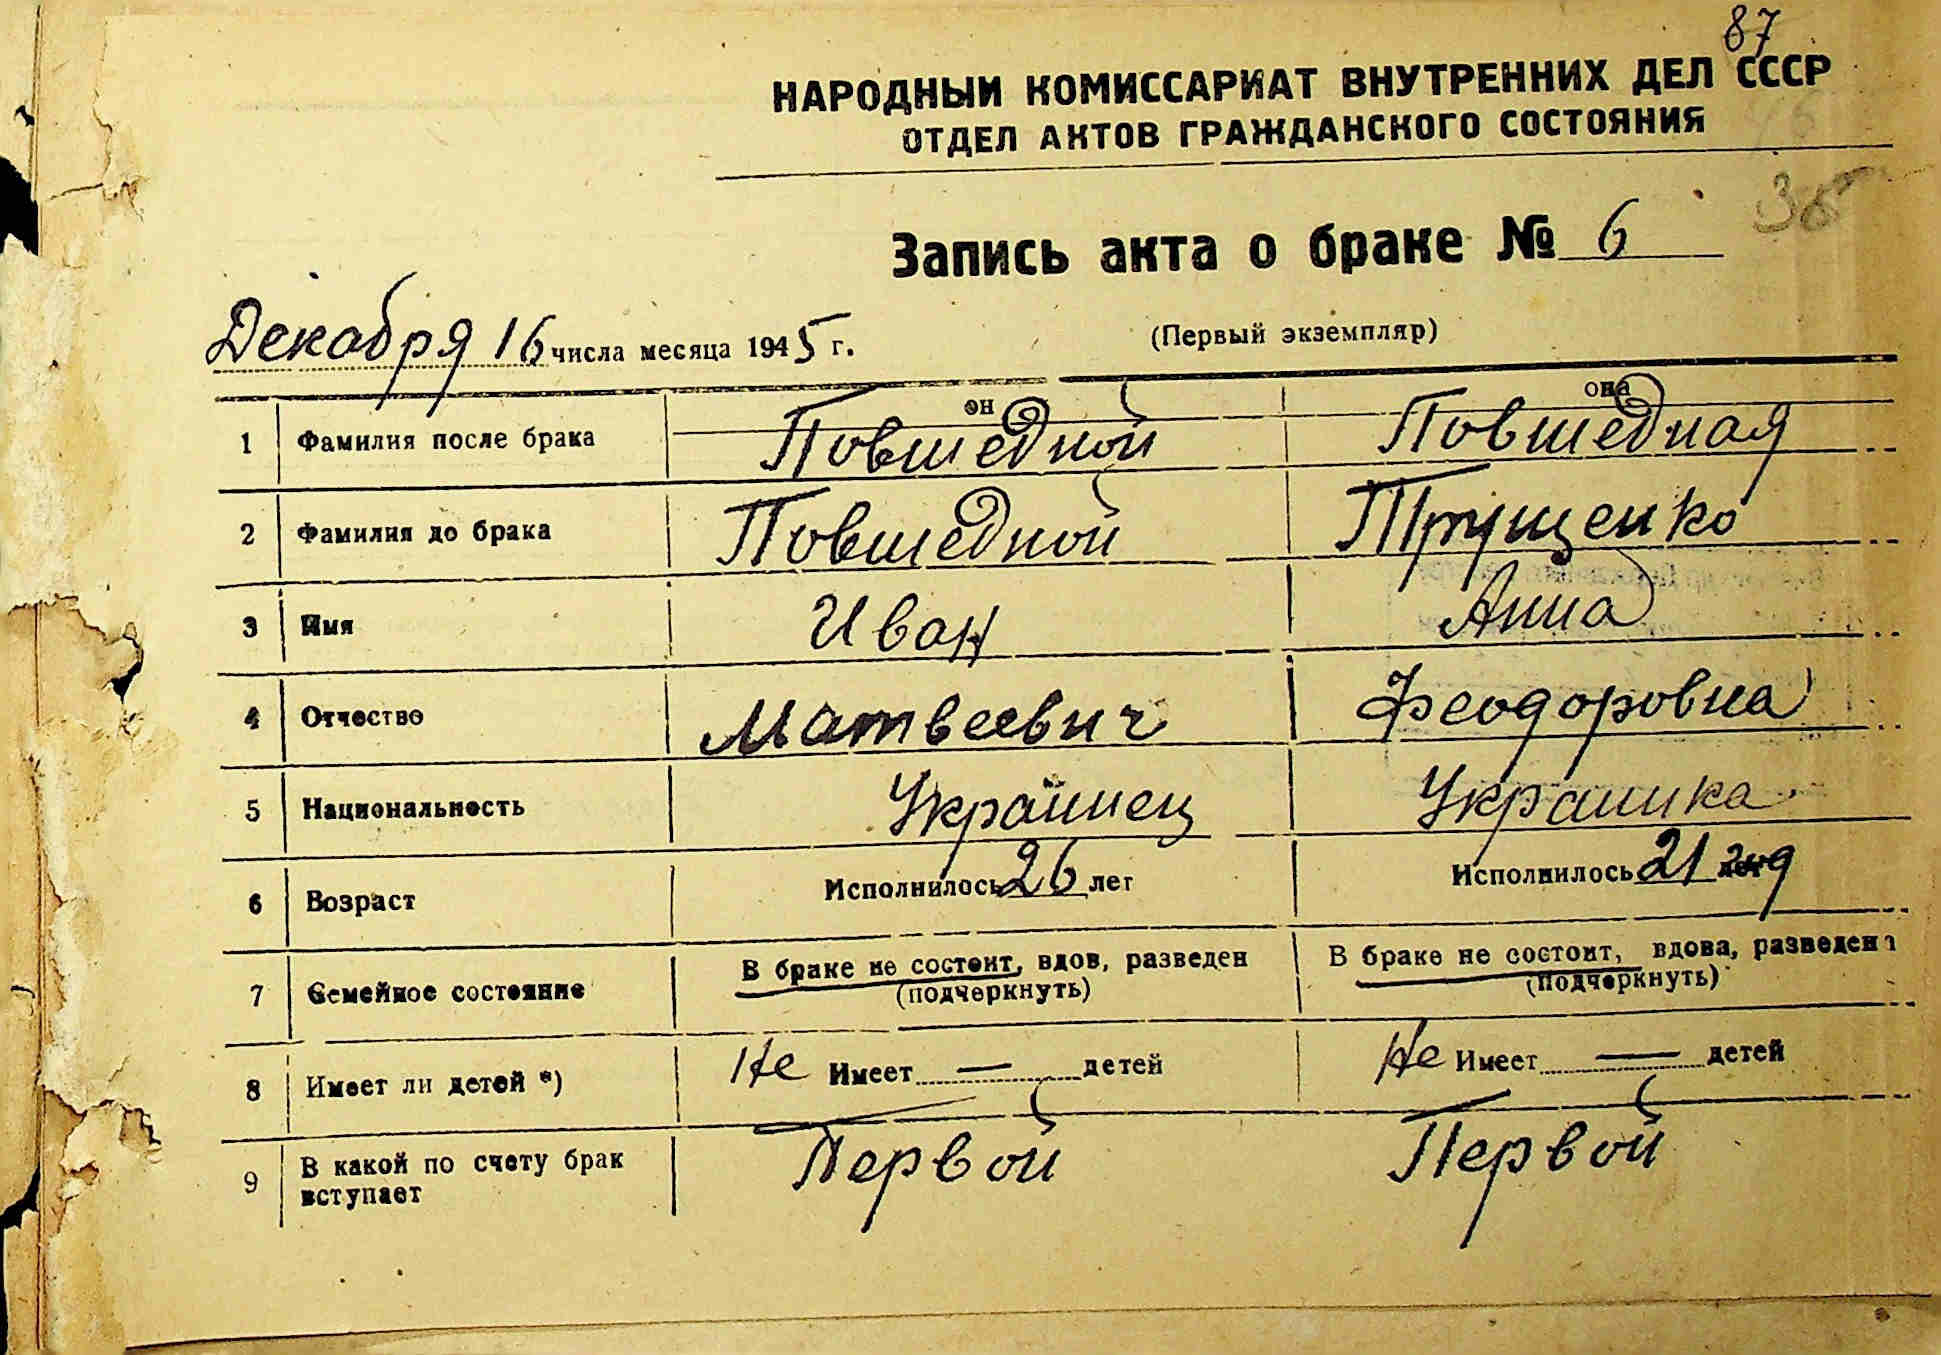 87
НАРОДНЫЙ КОМИССАРИАТ ВНУТРЕННИХ ДЕЛ СССР
ОТДЕЛ АКТОВ ГРАЖДАНСКОГО СОСТОЯНИЯ
38
Запись акта о браке № 6
Декабря 16 числа месяца 1945 г.
(Первый экземпляр)
он она
1 Фамилия после брака Повшедной Повшедная
2 Фамилия до брака Повшедной Трущенко
3 Имя Иван Анна
4 Отчество Матвеевич Феодоровна
5 Национальность Украинец Украинка
6 Возраст Исполнилось 26 лет Исполнилось 21 год
7 Семейное состояние В браке не состоит, вдов, разведен (подчеркнуть) В браке не состоит, вдова, разведена (подчеркнуть)
8 Имеет ли детей *) Не Имеет — детей Не Имеет — детей
9 В какой по счету брак вступает Первой Первой